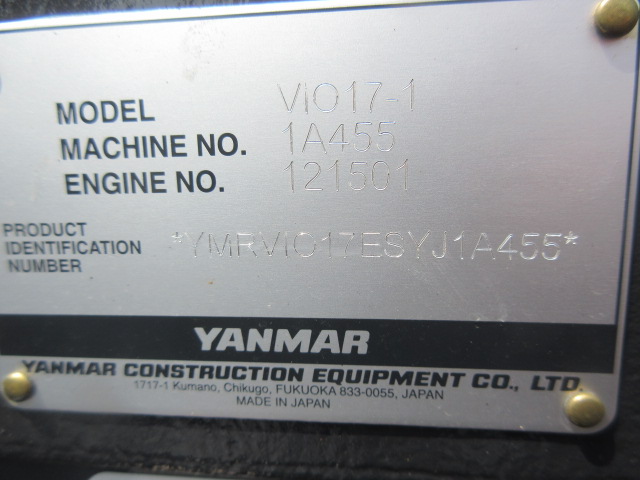 MODEL ViO17-1
MACHINE NO. 1A455
ENGINE NO. 121501
PRODUCT
IDENTIFICATION
NUMBER
*YMRVIO17ESYJ1A455*
YANMAR
YANMAR CONSTRUCTION EQUIPMENT CO., LTD.
1717-1 Kumano, Chikugo, FUKUOKA 833-0055, JAPAN
MADE IN JAPAN